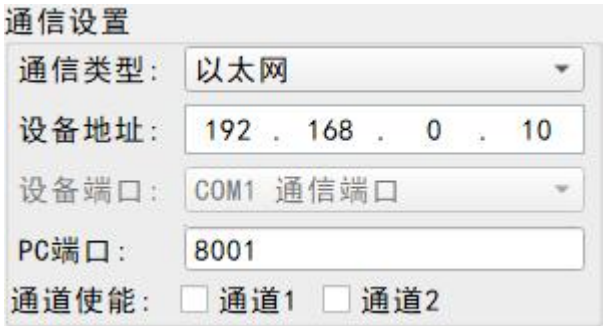 通信设置
通信类型: 以太网
设备地址: 192 . 168 . 0 . 10
设备端口: COM1 通信端口
PC端口: 8001
通道使能: 通道1 通道2